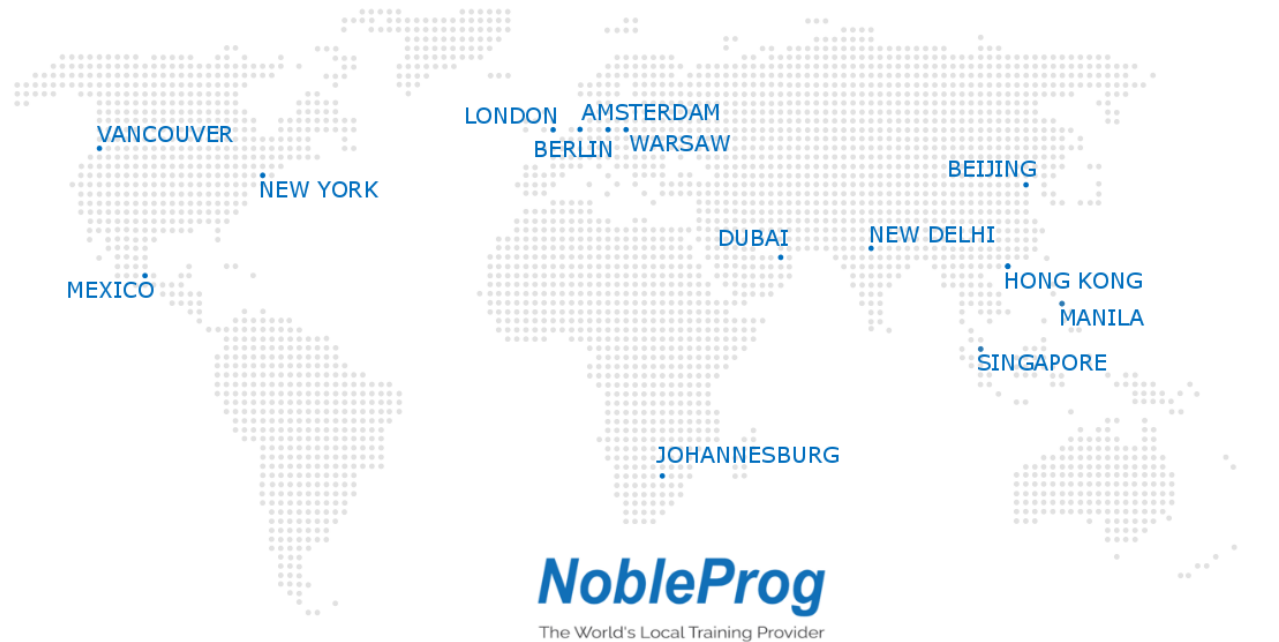 LONDON
AMSTERDAM
VANCOUVER
BERLIN
WARSAW
BEIJING
NEW YORK
DUBAI
NEW DELHI
MEXICO
HONG KONG
MANILA
SINGAPORE
JOHANNESBURG
NobleProg
The World's Local Training Provider